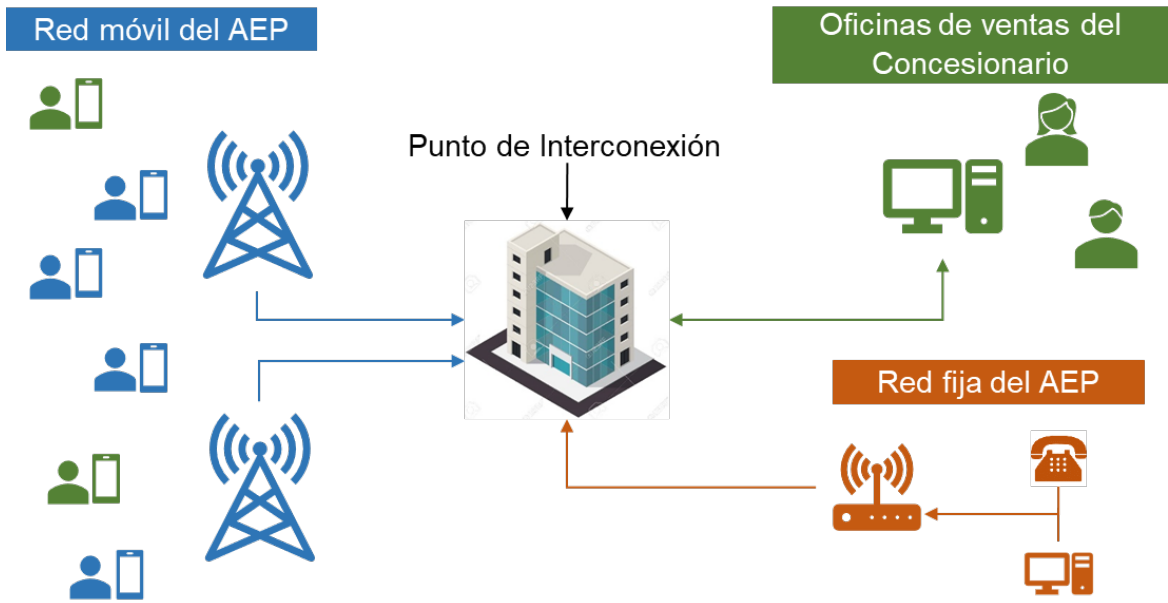 Red móvil del AEP
Oficinas de ventas del
Concesionario
Punto de Interconexión
Red fija del AEP